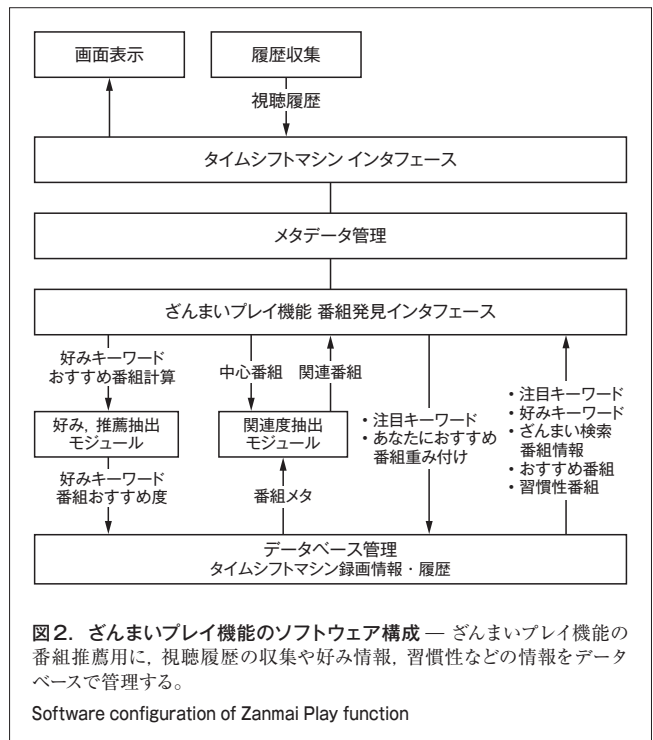 画面表示
履歴収集
視聴履歴
タイムシフトマシン インタフェース
メタデータ管理
ざんまいプレイ機能 番組発見インタフェース
好みキーワード
おすすめ番組計算
中心番組
関連番組
好み，推薦抽出
モジュール
関連度抽出
モジュール
・注目キーワード
・あなたにおすすめ
番組重み付け
・注目キーワード
・好みキーワード
・ざんまい検索
番組情報
・おすすめ番組
・習慣性番組
好みキーワード
番組おすすめ度
番組メタ
データベース管理
タイムシフトマシン録画情報・履歴
図2．ざんまいプレイ機能のソフトウェア構成 — ざんまいプレイ機能の
番組推薦用に，視聴履歴の収集や好み情報，習慣性などの情報をデータ
ベースで管理する。
Software configuration of Zanmai Play function